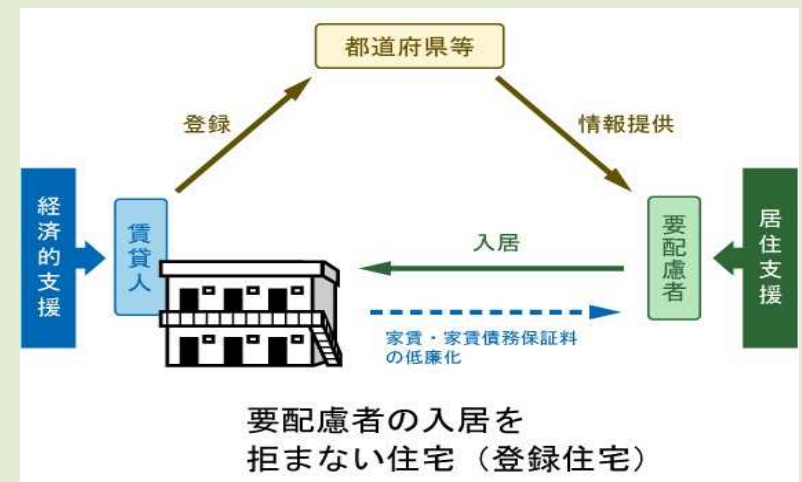 都道府県等
登録
情報提供
経済的支援
賃貸人
入居
要配慮者
居住支援
家賃・家賃債務保証料
の低廉化
要配慮者の入居を
拒まない住宅（登録住宅）